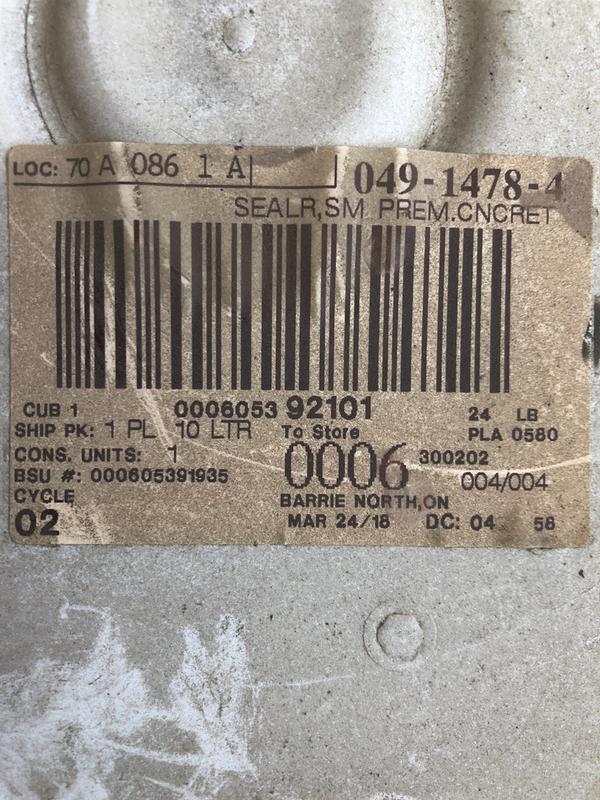 LOC: 70 A 086 1 A
049-1478-4
SEALR,SM PREM.CNCRET
CUB 1 0006053 92101 24 LB
SHIP PK: 1 PL 10 LTR To Store PLA 0580
CONS. UNITS: 1 0006 300202
BSU #: 000605391935 004/004
CYCLE BARRIE NORTH,ON
02 MAR 24/18 DC: 04 58